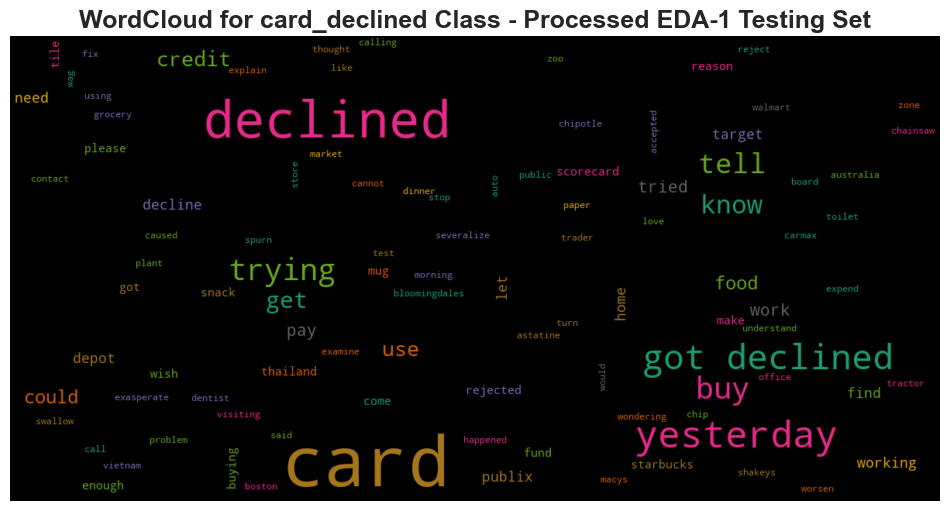 WordCloud for card_declined Class - Processed EDA-1 Testing Set
tile
fix
wag
credit
explain
thought
like
calling
zoo
reject
reason
need
using
grocery
declined
chipotle
accepted
walmart
target
zone
chainsaw
please
market
store
contact
cannot
dinner
stop
auto
public
scorecard
tried
tell
board
australia
decline
paper
love
know
toilet
caused
spurn
severalize
trader
carmax
plant
test
trying
mug
morning
got
snack
get
bloomingdales
let
home
food
expend
pay
turn
astatine
work
make
understand
depot
examine
use
got declined
wish
thailand
would
office
tractor
could
exasperate
dentist
rejected
come
buy
find
swallow
visiting
wondering
chip
call
problem
said
card
happened
yesterday
vietnam
buying
fund
starbucks
working
enough
boston
publix
macys
shakeys
worsen